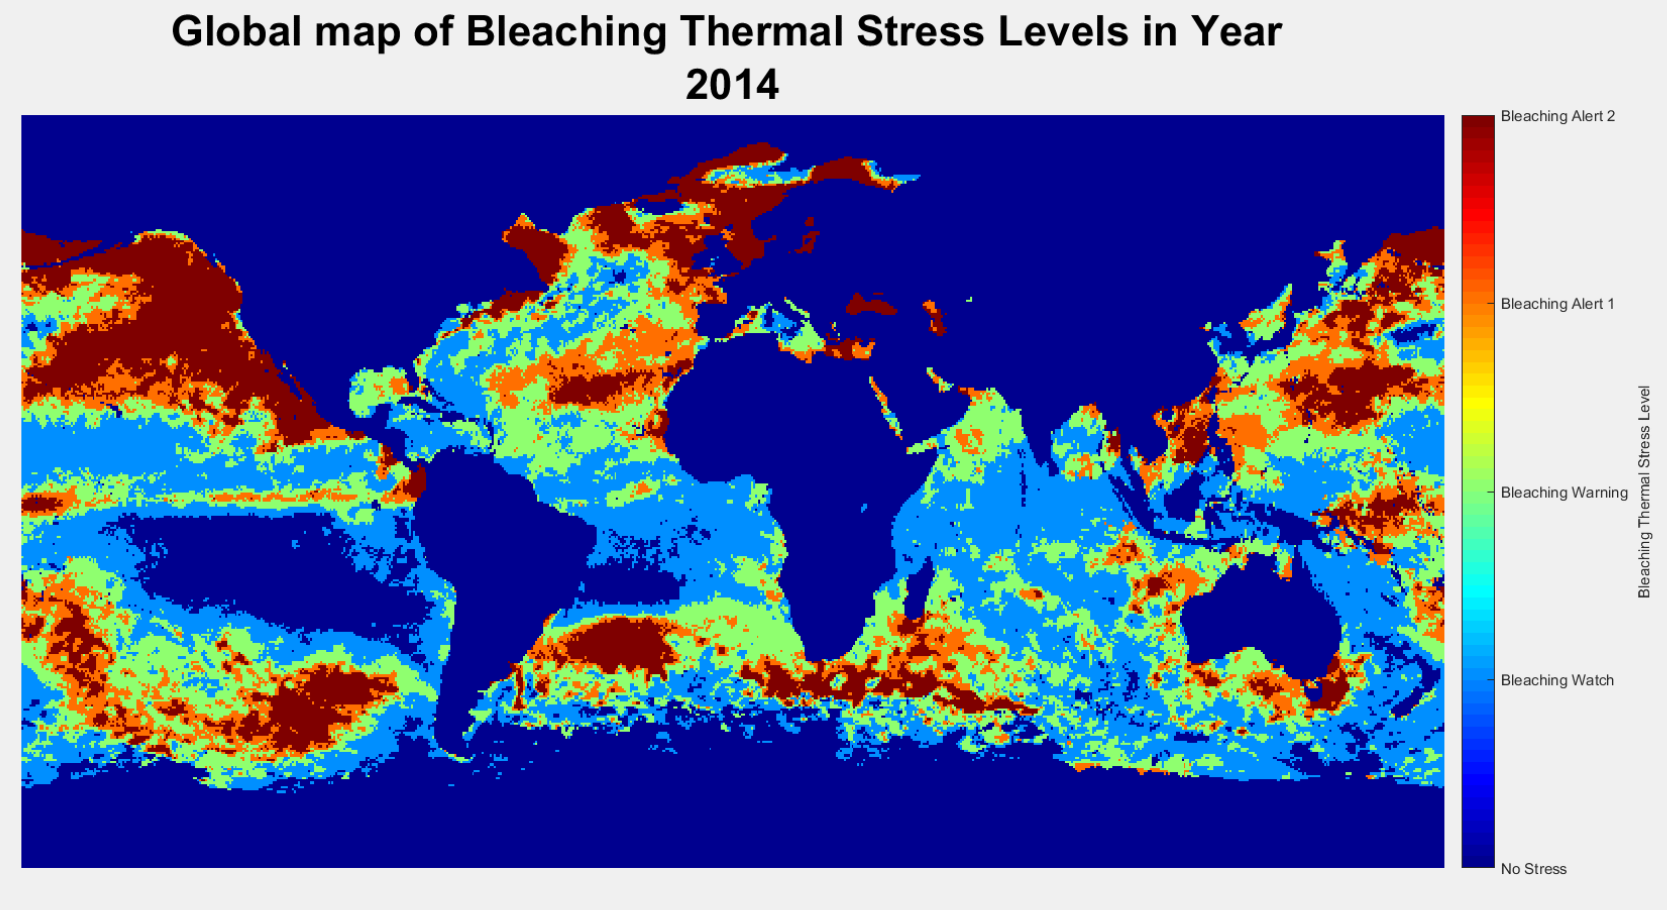 Global map of Bleaching Thermal Stress Levels in Year
2014
Bleaching Alert 2
Bleaching Alert 1
Bleaching Warning
Bleaching Watch
No Stress
Bleaching Thermal Stress Level